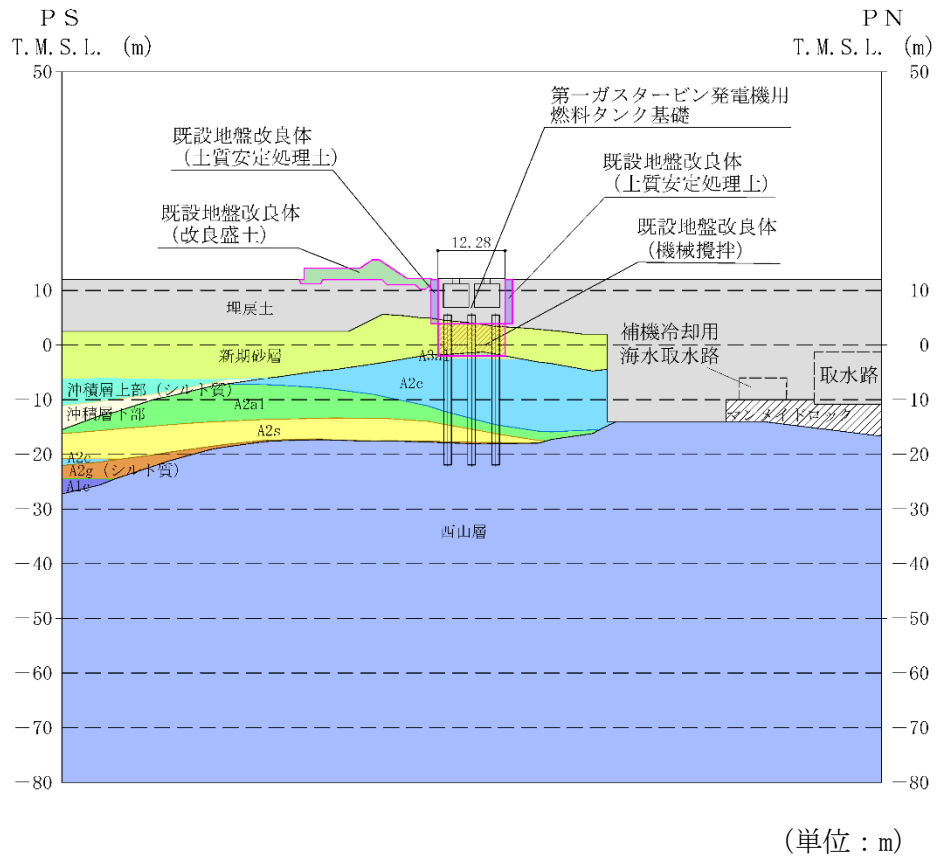 PS
PN
T.M.S.L. (m)
T.M.S.L. (m)
50
50
第一ガスタービン発電機用
燃料タンク基礎
既設地盤改良体
(土質安定処理土)
既設地盤改良体
(土質安定処理土)
既設地盤改良体
(改良盛土)
既設地盤改良体
(機械攪拌)
12.28
10
10
埋戻土
補機冷却用
海水取水路
0
0
新期砂層
A3a1
A2c
取水路
沖積層上部 (シルト質)
-10
-10
沖積層下部
A2a1
マンメイドロック
A2s
-20
-20
A2c
A2g (シルト質)
A1c
-30
-30
西山層
-40
-40
-50
-50
-60
-60
-70
-70
-80
-80
(単位：m)